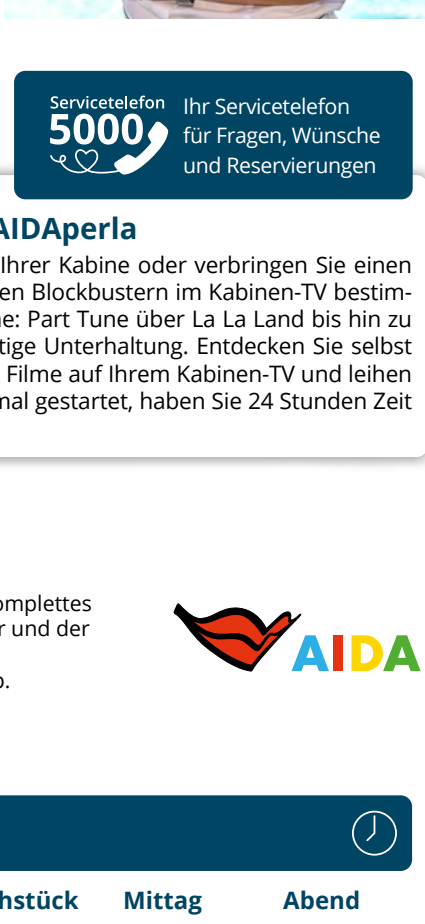 Servicetelefon
5000
Ihr Servicetelefon
für Fragen, Wünsche
und Reservierungen
AIDAperla
Ihrer Kabine oder verbringen Sie einen
en Blockbustern im Kabinen-TV bestim-
e: Part Tune über La La Land bis hin zu
tige Unterhaltung. Entdecken Sie selbst
Filme auf Ihrem Kabinen-TV und leihen
mal gestartet, haben Sie 24 Stunden Zeit
omplettes
r und der
o.
AIDA
hstück Mittag Abend